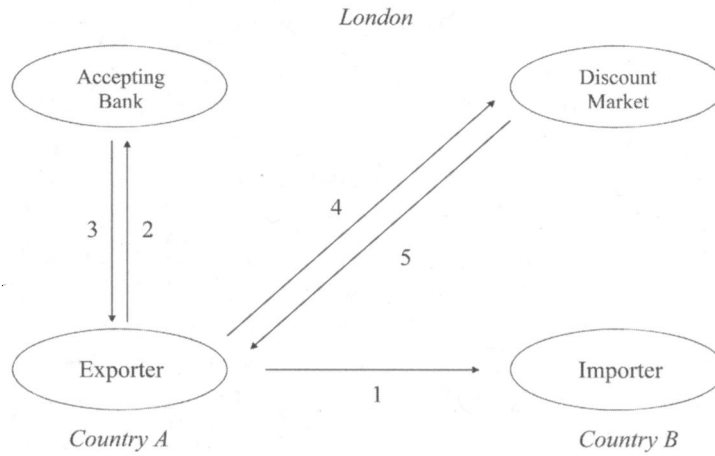 London
Accepting
Bank
Discount
Market
4
3
2
5
Exporter
Importer
1
Country A
Country B